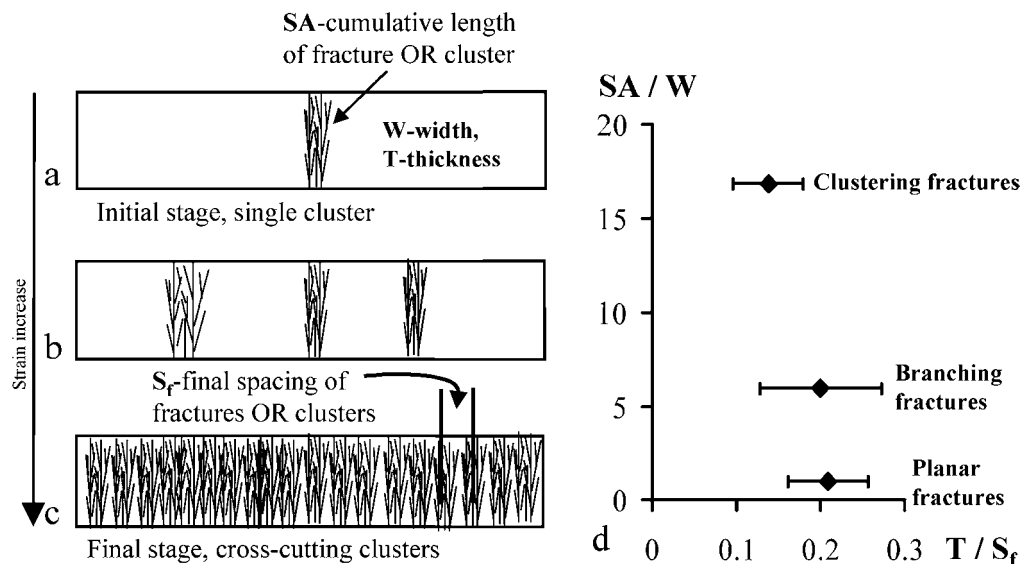 SA-cumulative length
of fracture OR cluster
W-width,
T-thickness
a
Initial stage, single cluster
b
Strain increase
Sf-final spacing of
fractures OR clusters
c
Final stage, cross-cutting clusters
SA / W
20
15
10
5
0
Clustering fractures
Branching
fractures
Planar
fractures
d
0
0.1
0.2
0.3
T / Sf